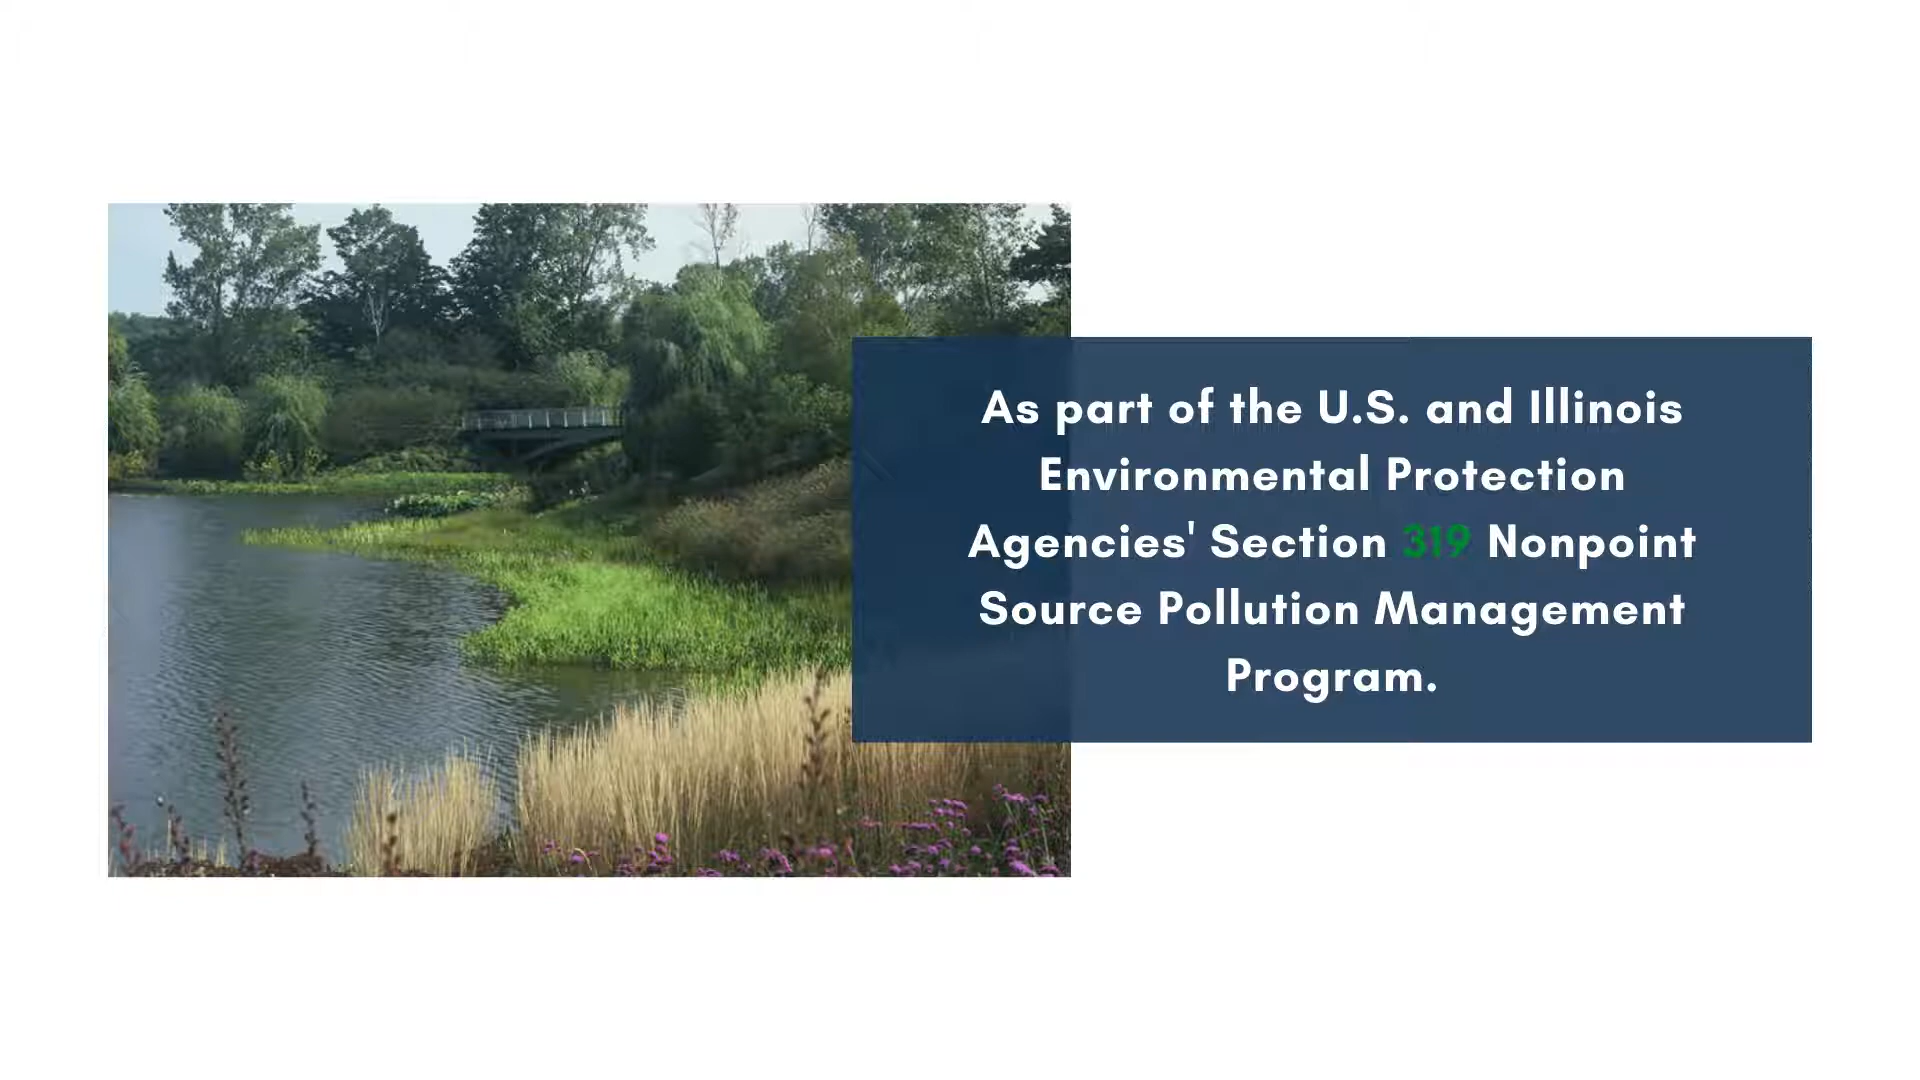 As part of the U.S. and Illinois
Environmental Protection
Agencies' Section 319 Nonpoint
Source Pollution Management
Program.